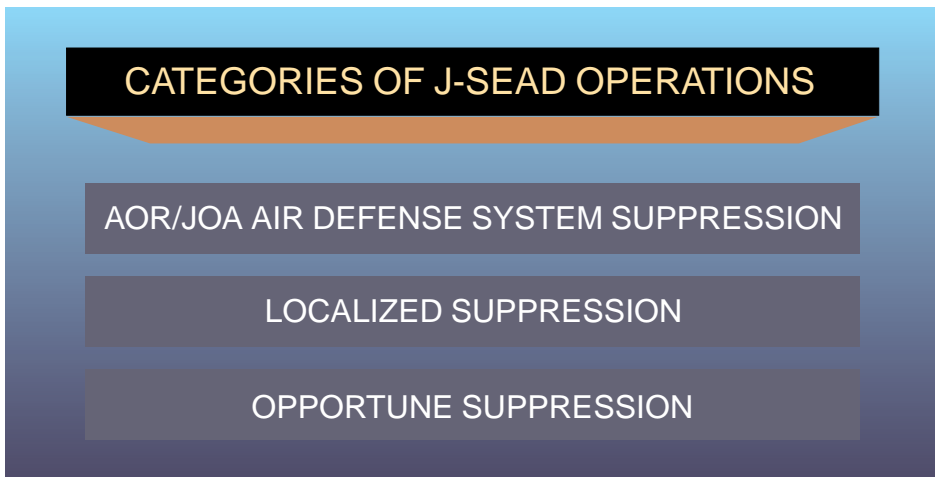 CATEGORIES OF J-SEAD OPERATIONS
AOR/JOA AIR DEFENSE SYSTEM SUPPRESSION
LOCALIZED SUPPRESSION
OPPORTUNE SUPPRESSION